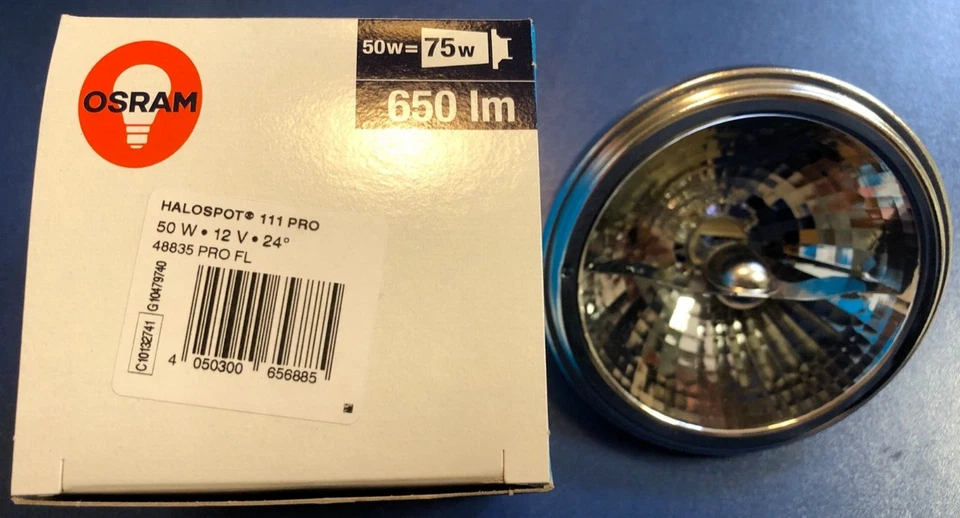 OSRAM
50w=75w
650 lm
HALOSPOT® 111 PRO
50 W • 12 V • 24°
48835 PRO FL
C10132741 G10479740
4 050300 656885